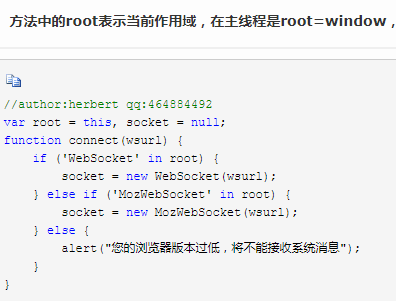 方法中的root表示当前作用域，在主线程是root=window，
//author:herbert qq:464884492
var root = this, socket = null;
function connect(wsurl) {
    if ('WebSocket' in root) {
        socket = new WebSocket(wsurl);
    } else if ('MozWebSocket' in root) {
        socket = new MozWebSocket(wsurl);
    } else {
        alert("您的浏览器版本过低，将不能接收系统消息");
    }
}